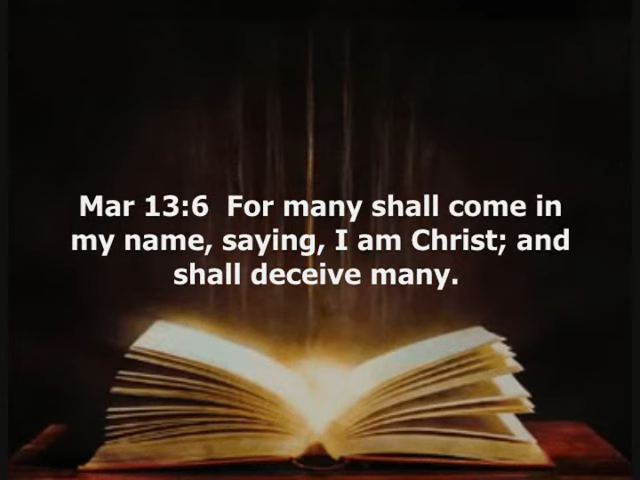 Mar 13:6  For many shall come in
my name, saying, I am Christ; and
shall deceive many.